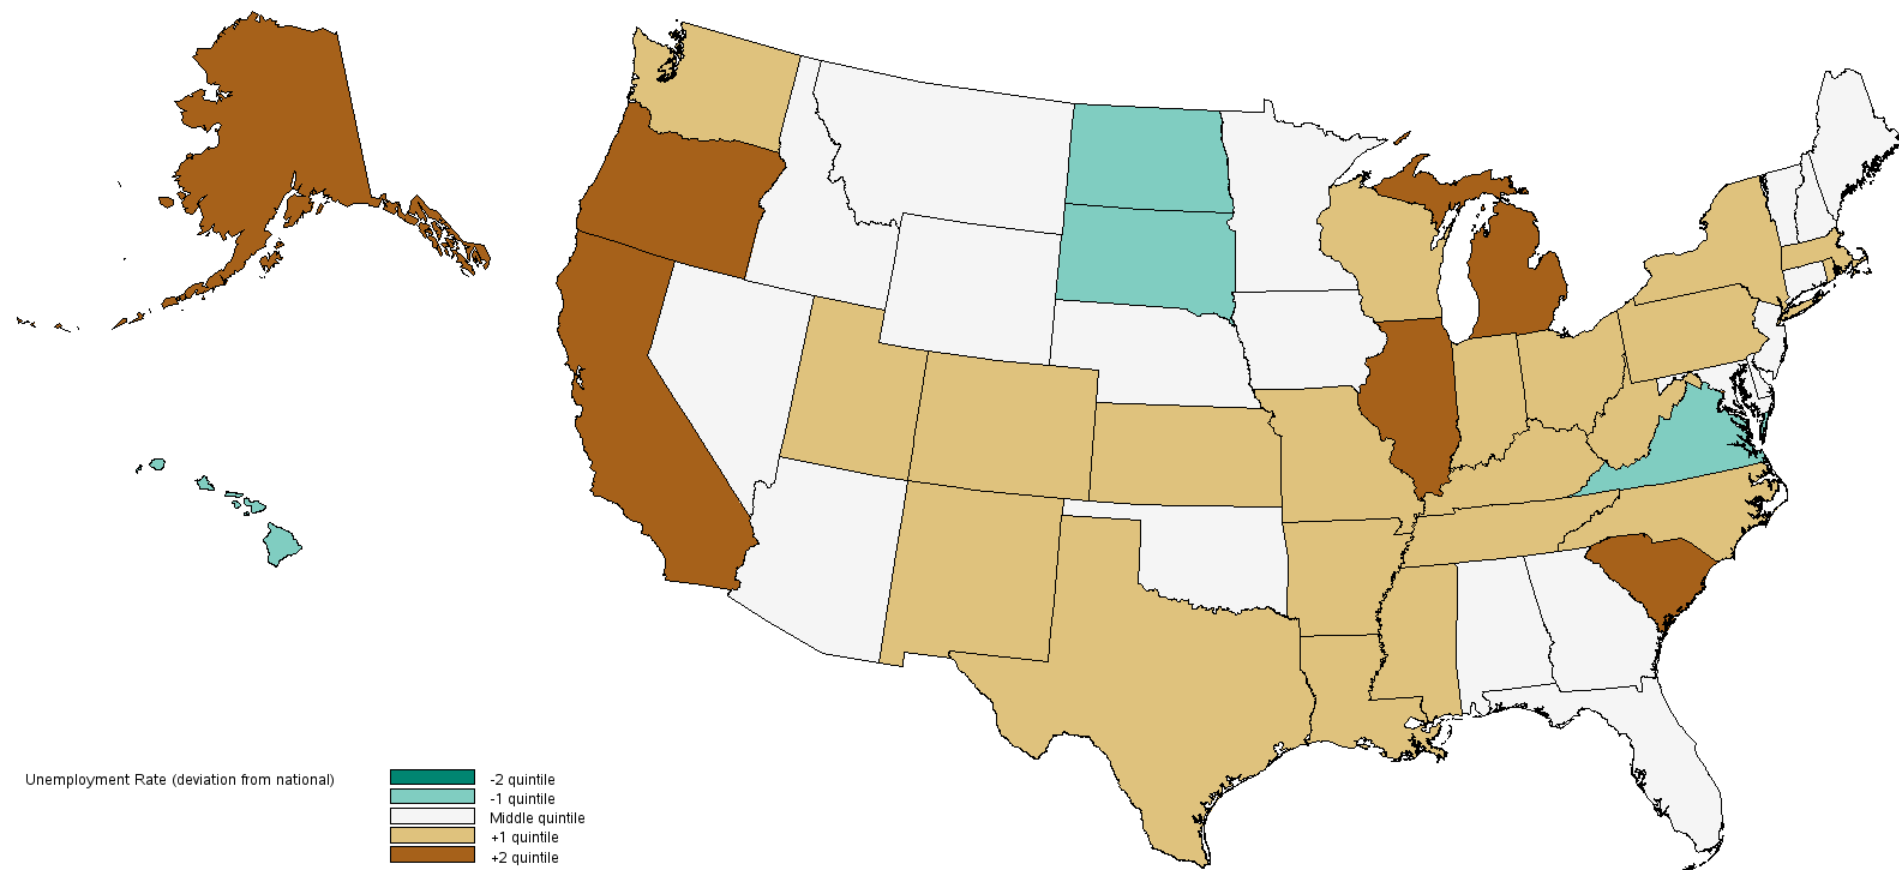 Unemployment Rate (deviation from national)
-2 quintile
-1 quintile
Middle quintile
+1 quintile
+2 quintile